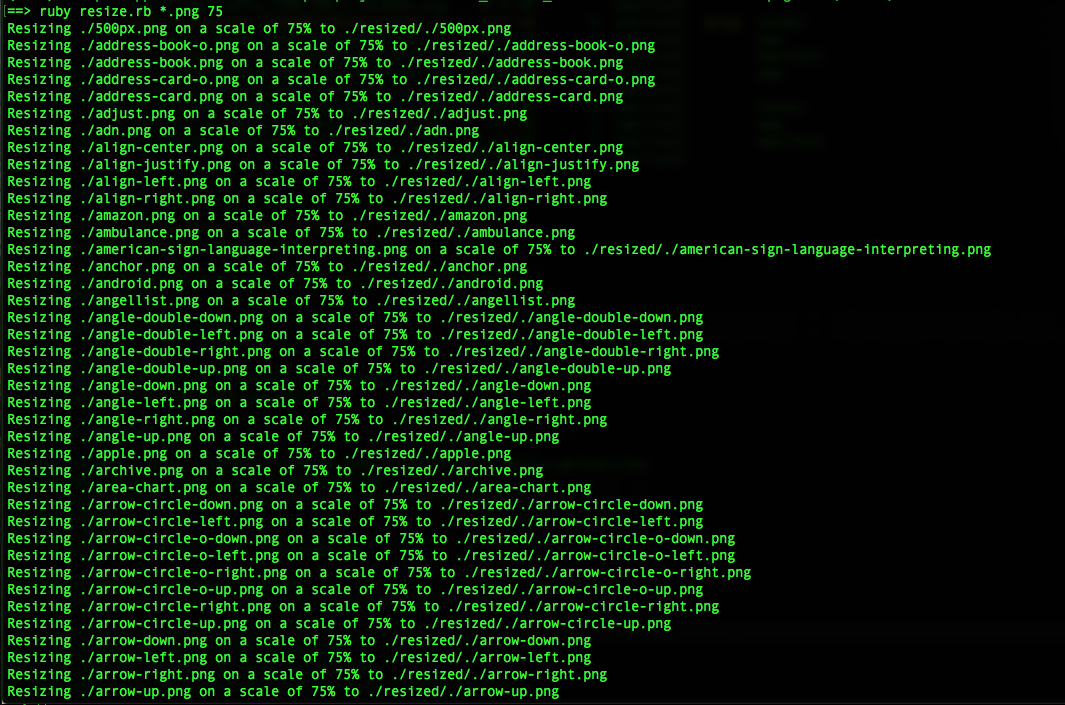 [==> ruby resize.rb *.png 75
Resizing ./500px.png on a scale of 75% to ./resized/./500px.png
Resizing ./address-book-o.png on a scale of 75% to ./resized/./address-book-o.png
Resizing ./address-book.png on a scale of 75% to ./resized/./address-book.png
Resizing ./address-card-o.png on a scale of 75% to ./resized/./address-card-o.png
Resizing ./address-card.png on a scale of 75% to ./resized/./address-card.png
Resizing ./adjust.png on a scale of 75% to ./resized/./adjust.png
Resizing ./adn.png on a scale of 75% to ./resized/./adn.png
Resizing ./align-center.png on a scale of 75% to ./resized/./align-center.png
Resizing ./align-justify.png on a scale of 75% to ./resized/./align-justify.png
Resizing ./align-left.png on a scale of 75% to ./resized/./align-left.png
Resizing ./align-right.png on a scale of 75% to ./resized/./align-right.png
Resizing ./amazon.png on a scale of 75% to ./resized/./amazon.png
Resizing ./ambulance.png on a scale of 75% to ./resized/./ambulance.png
Resizing ./american-sign-language-interpreting.png on a scale of 75% to ./resized/./american-sign-language-interpreting.png
Resizing ./anchor.png on a scale of 75% to ./resized/./anchor.png
Resizing ./android.png on a scale of 75% to ./resized/./android.png
Resizing ./angellist.png on a scale of 75% to ./resized/./angellist.png
Resizing ./angle-double-down.png on a scale of 75% to ./resized/./angle-double-down.png
Resizing ./angle-double-left.png on a scale of 75% to ./resized/./angle-double-left.png
Resizing ./angle-double-right.png on a scale of 75% to ./resized/./angle-double-right.png
Resizing ./angle-double-up.png on a scale of 75% to ./resized/./angle-double-up.png
Resizing ./angle-down.png on a scale of 75% to ./resized/./angle-down.png
Resizing ./angle-left.png on a scale of 75% to ./resized/./angle-left.png
Resizing ./angle-right.png on a scale of 75% to ./resized/./angle-right.png
Resizing ./angle-up.png on a scale of 75% to ./resized/./angle-up.png
Resizing ./apple.png on a scale of 75% to ./resized/./apple.png
Resizing ./archive.png on a scale of 75% to ./resized/./archive.png
Resizing ./area-chart.png on a scale of 75% to ./resized/./area-chart.png
Resizing ./arrow-circle-down.png on a scale of 75% to ./resized/./arrow-circle-down.png
Resizing ./arrow-circle-left.png on a scale of 75% to ./resized/./arrow-circle-left.png
Resizing ./arrow-circle-o-down.png on a scale of 75% to ./resized/./arrow-circle-o-down.png
Resizing ./arrow-circle-o-left.png on a scale of 75% to ./resized/./arrow-circle-o-left.png
Resizing ./arrow-circle-o-right.png on a scale of 75% to ./resized/./arrow-circle-o-right.png
Resizing ./arrow-circle-o-up.png on a scale of 75% to ./resized/./arrow-circle-o-up.png
Resizing ./arrow-circle-right.png on a scale of 75% to ./resized/./arrow-circle-right.png
Resizing ./arrow-circle-up.png on a scale of 75% to ./resized/./arrow-circle-up.png
Resizing ./arrow-down.png on a scale of 75% to ./resized/./arrow-down.png
Resizing ./arrow-left.png on a scale of 75% to ./resized/./arrow-left.png
Resizing ./arrow-right.png on a scale of 75% to ./resized/./arrow-right.png
Resizing ./arrow-up.png on a scale of 75% to ./resized/./arrow-up.png